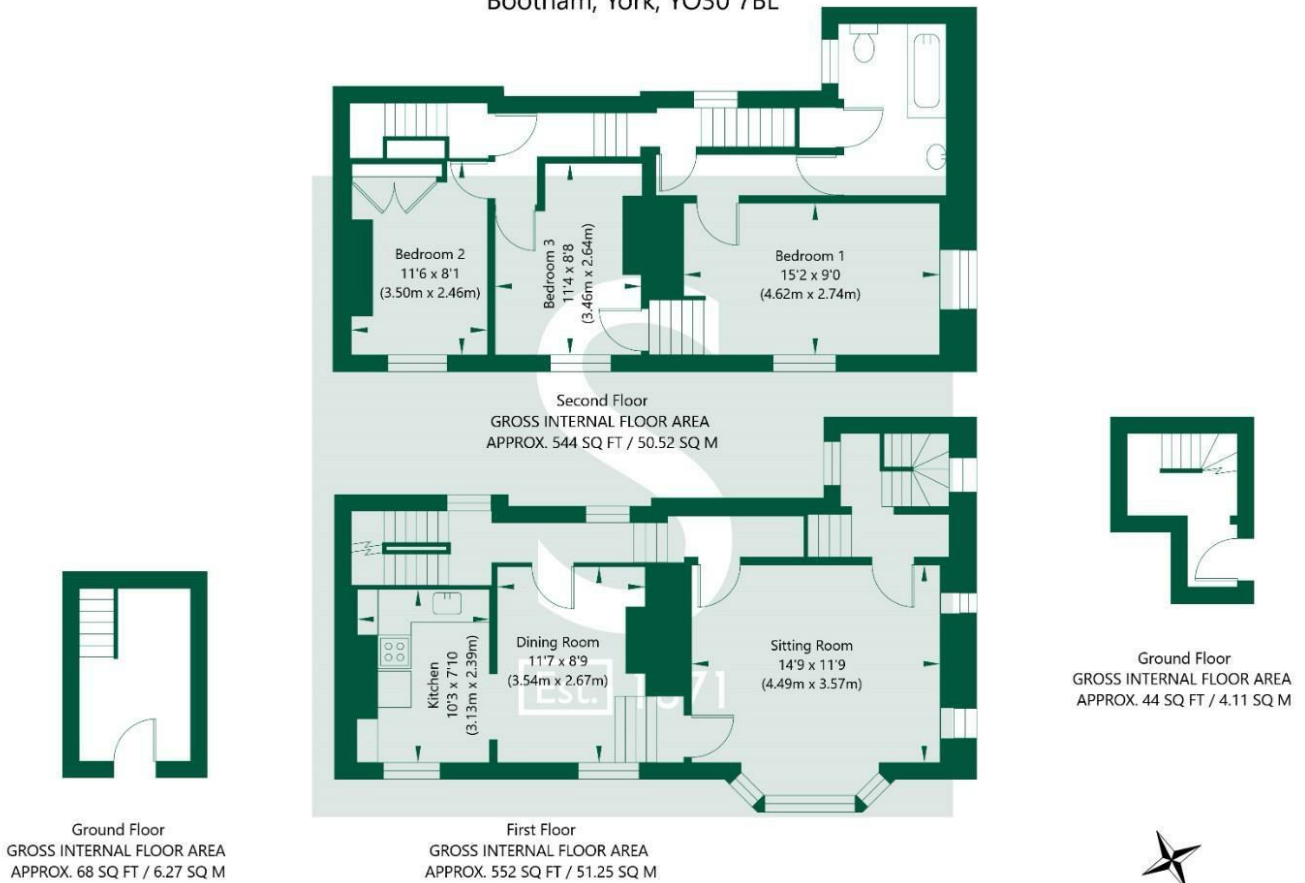 Bootham, York, YO30 7BL
Bedroom 2
11'6 x 8'1
(3.50m x 2.46m)
Bedroom 3
11'4 x 8'8
(3.46m x 2.64m)
Bedroom 1
15'2 x 9'0
(4.62m x 2.74m)
Second Floor
GROSS INTERNAL FLOOR AREA
APPROX. 544 SQ FT / 50.52 SQ M
Kitchen
10'3 x 7'10
(3.13m x 2.39m)
Dining Room
11'7 x 8'9
(3.54m x 2.67m)
Sitting Room
14'9 x 11'9
(4.49m x 3.57m)
S
Est. 1871
Ground Floor
GROSS INTERNAL FLOOR AREA
APPROX. 44 SQ FT / 4.11 SQ M
Ground Floor
GROSS INTERNAL FLOOR AREA
APPROX. 68 SQ FT / 6.27 SQ M
First Floor
GROSS INTERNAL FLOOR AREA
APPROX. 552 SQ FT / 51.25 SQ M